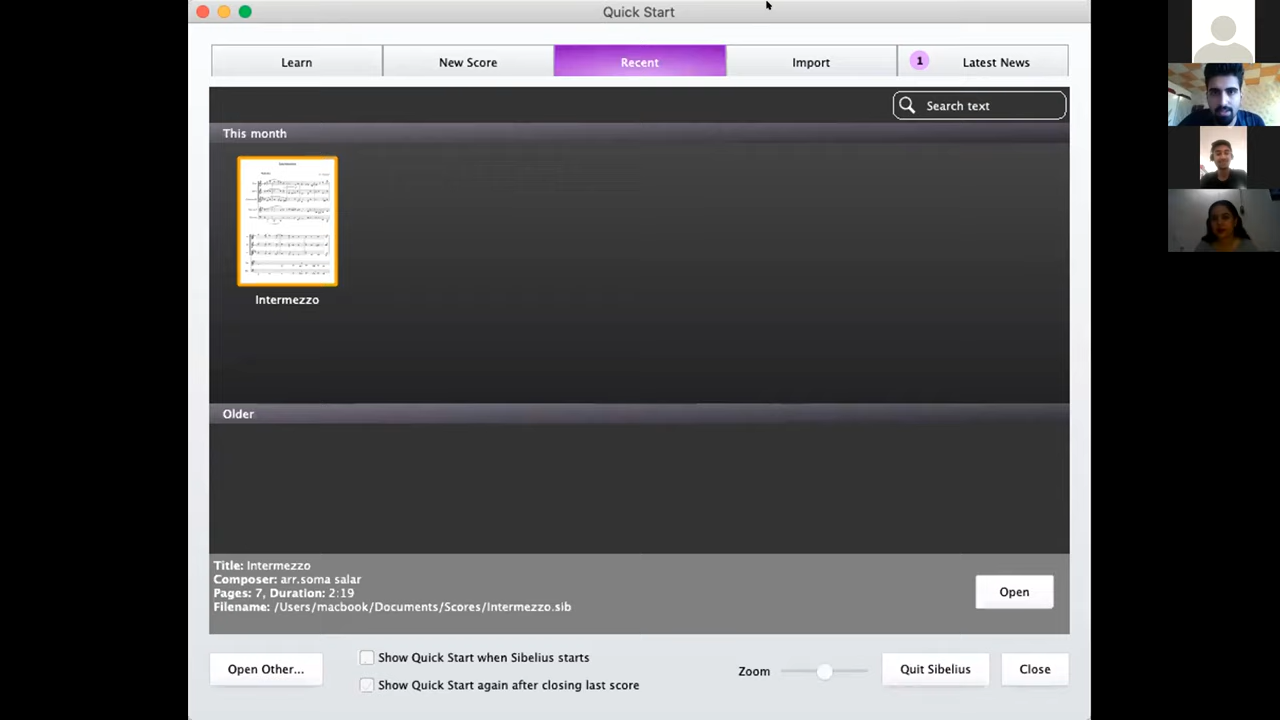 Quick Start
Learn
New Score
Recent
Import
1
Latest News
Search text
This month
Intermezzo
Older
Title: Intermezzo
Composer: arr.soma salar
Pages: 7, Duration: 2:19
Filename: /Users/macbook/Documents/Scores/Intermezzo.sib
Open
Open Other...
Show Quick Start when Sibelius starts
Show Quick Start again after closing last score
Zoom
Quit Sibelius
Close